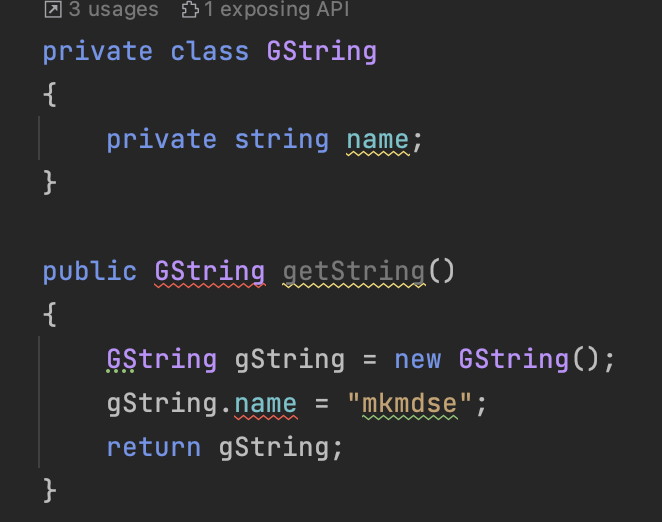 3 usages 1 exposing API
private class GString
{
    private string name;
}
public GString getString()
{
    GString gString = new GString();
    gString.name = "mkmdse";
    return gString;
}